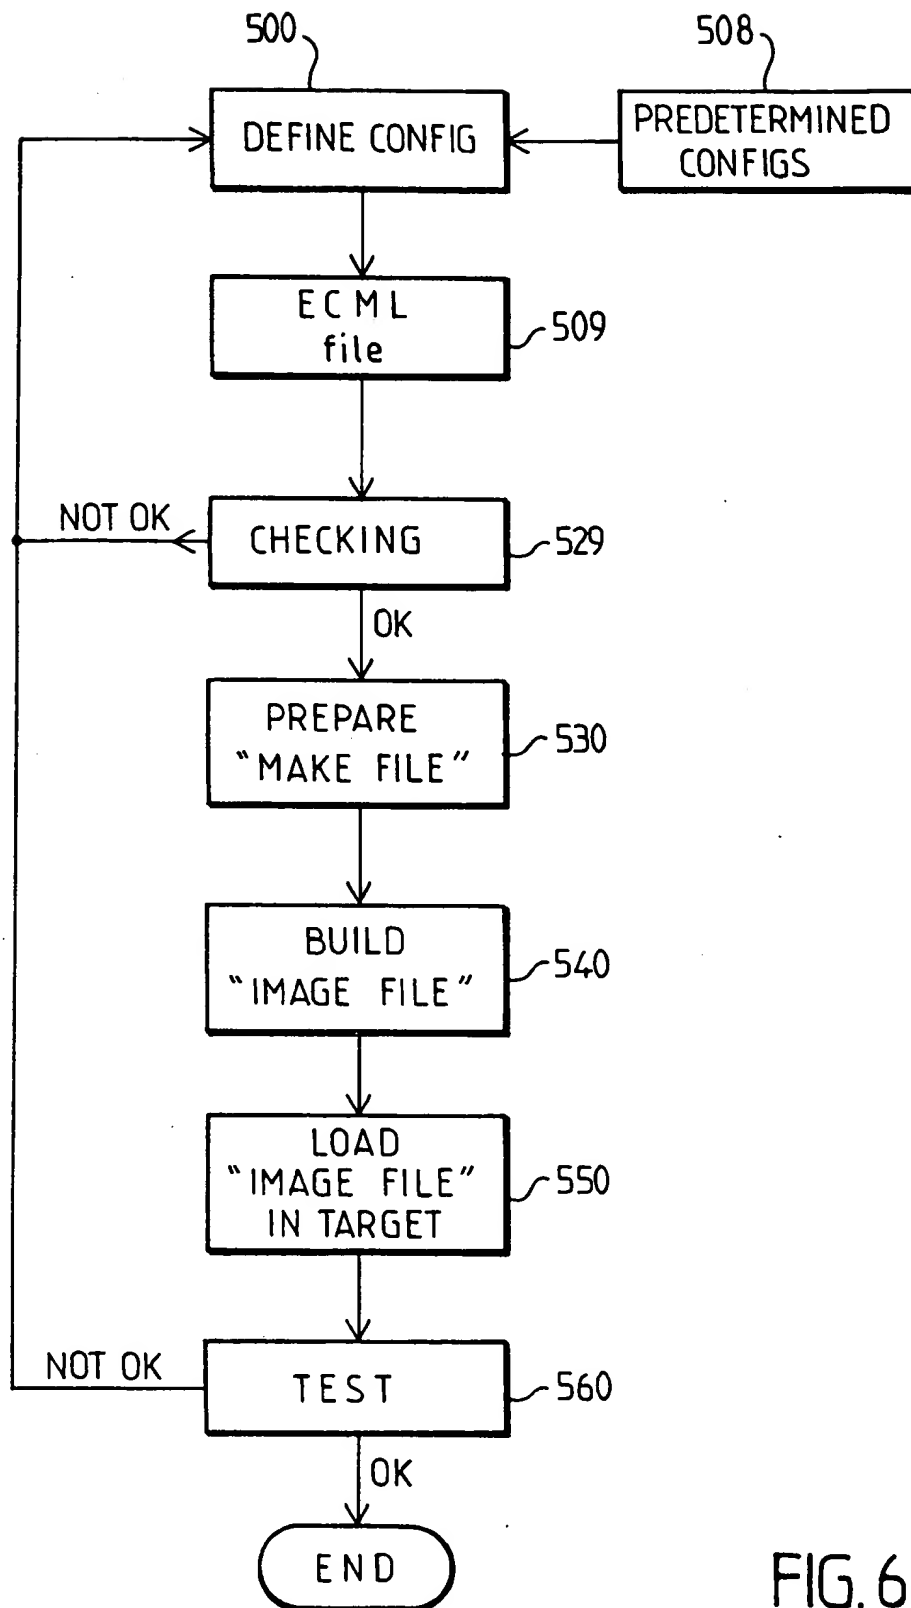 500
508
DEFINE CONFIG
PREDETERMINED
CONFIGS
ECML
file
509
NOT OK
CHECKING
529
OK
PREPARE
"MAKE FILE"
530
BUILD
"IMAGE FILE"
540
LOAD
"IMAGE FILE"
IN TARGET
550
NOT OK
TEST
560
OK
END
FIG. 6